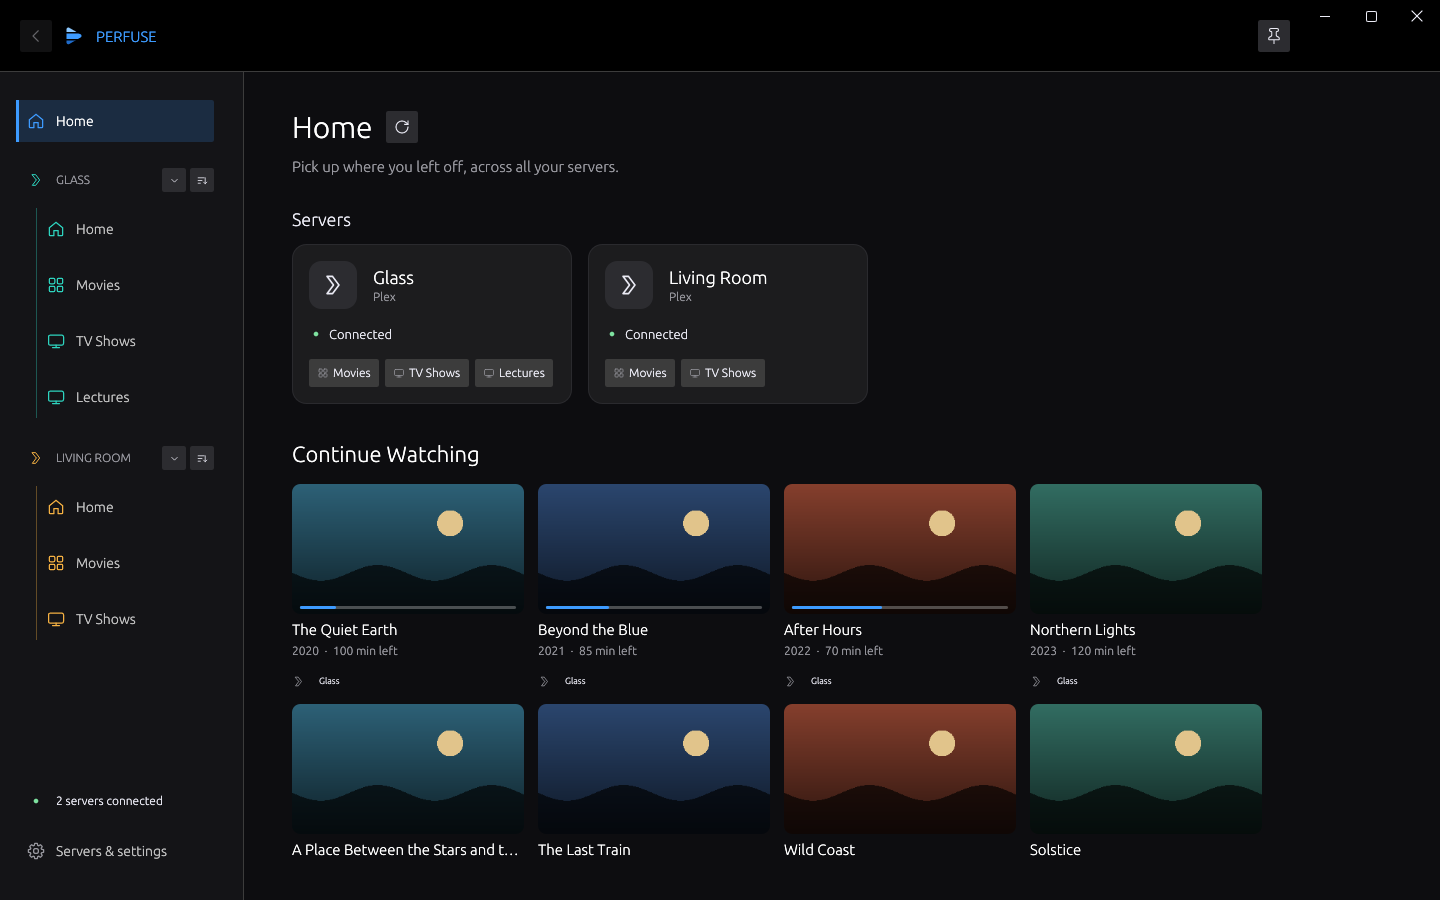 PERFUSE
Home
GLASS
Home
Movies
TV Shows
Lectures
LIVING ROOM
Home
Movies
TV Shows
2 servers connected
Servers & settings
Home
Pick up where you left off, across all your servers.
Servers
Glass
Plex
Connected
Movies TV Shows Lectures
Living Room
Plex
Connected
Movies TV Shows
Continue Watching
The Quiet Earth
2020 · 100 min left
Glass
Beyond the Blue
2021 · 85 min left
Glass
After Hours
2022 · 70 min left
Glass
Northern Lights
2023 · 120 min left
Glass
A Place Between the Stars and t...
The Last Train
Wild Coast
Solstice